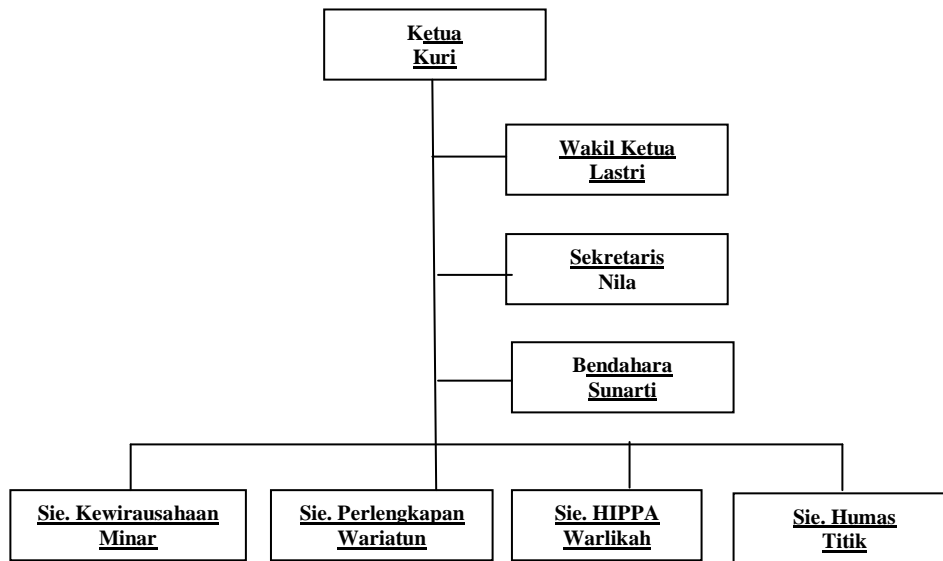 Ketua
Kuri
Wakil Ketua
Lastri
Sekretaris
Nila
Bendahara
Sunarti
Sie. Kewirausahaan
Minar
Sie. Perlengkapan
Wariatun
Sie. HIPPA
Warlikah
Sie. Humas
Titik